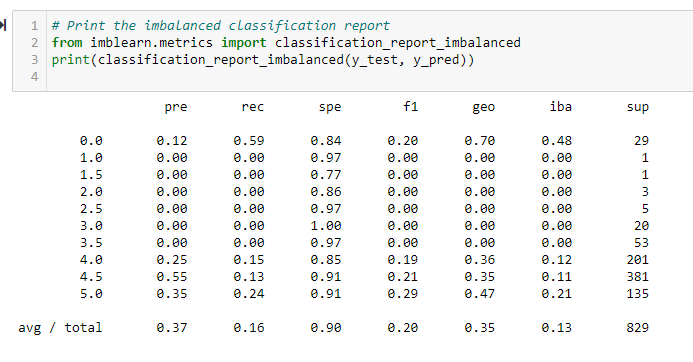 1 # Print the imbalanced classification report
2 from imblearn.metrics import classification_report_imbalanced
3 print(classification_report_imbalanced(y_test, y_pred))
4
pre rec spe f1 geo iba sup
0.0 0.12 0.59 0.84 0.20 0.70 0.48 29
1.0 0.00 0.00 0.97 0.00 0.00 0.00 1
1.5 0.00 0.00 0.77 0.00 0.00 0.00 1
2.0 0.00 0.00 0.86 0.00 0.00 0.00 3
2.5 0.00 0.00 0.97 0.00 0.00 0.00 5
3.0 0.00 0.00 1.00 0.00 0.00 0.00 20
3.5 0.00 0.00 0.97 0.00 0.00 0.00 53
4.0 0.25 0.15 0.85 0.19 0.36 0.12 201
4.5 0.55 0.13 0.91 0.21 0.35 0.11 381
5.0 0.35 0.24 0.91 0.29 0.47 0.21 135
avg / total 0.37 0.16 0.90 0.20 0.35 0.13 829